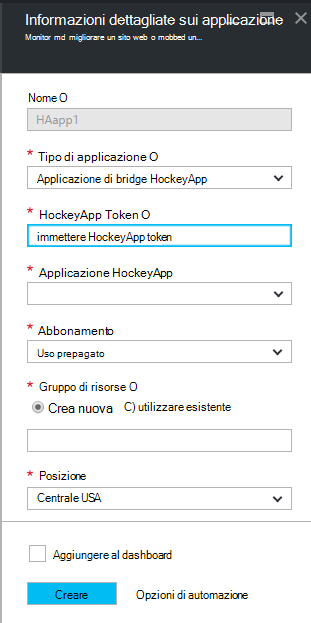 Informazioni dettagliate sui applicazione
Monitor md migliorare un sito web o mobbed un...
Nome O
HAapp1
* Tipo di applicazione O
Applicazione di bridge HockeyApp
* HockeyApp Token O
immettere HockeyApp token
* Applicazione HockeyApp
* Abbonamento
Uso prepagato
* Gruppo di risorse O
Crea nuova C) utilizzare esistente
* Posizione
Centrale USA
Aggiungere al dashboard
Creare Opzioni di automazione